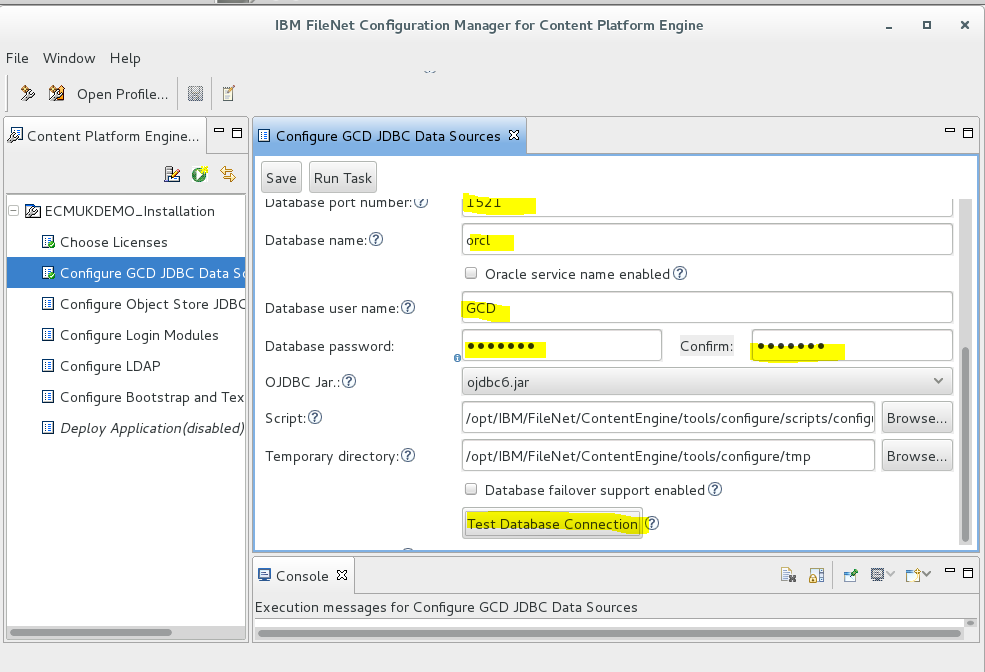 IBM FileNet Configuration Manager for Content Platform Engine
File Window Help
Open Profile...
Content Platform Engine...
ECMUKDEMO_Installation
Choose Licenses
Configure GCD JDBC Data So
Configure Object Store JDBC
Configure Login Modules
Configure LDAP
Configure Bootstrap and Tex
Deploy Application(disabled)
Configure GCD JDBC Data Sources
Save Run Task
Database port number: 1521
Database name: orcl
Oracle service name enabled
Database user name: GCD
Database password: ●●●●●●● Confirm: ●●●●●●●
OJDBC Jar.: ojdbc6.jar
Script: /opt/IBM/FileNet/ContentEngine/tools/configure/scripts/configu Browse...
Temporary directory: /opt/IBM/FileNet/ContentEngine/tools/configure/tmp Browse...
Database failover support enabled
Test Database Connection
Console
Execution messages for Configure GCD JDBC Data Sources